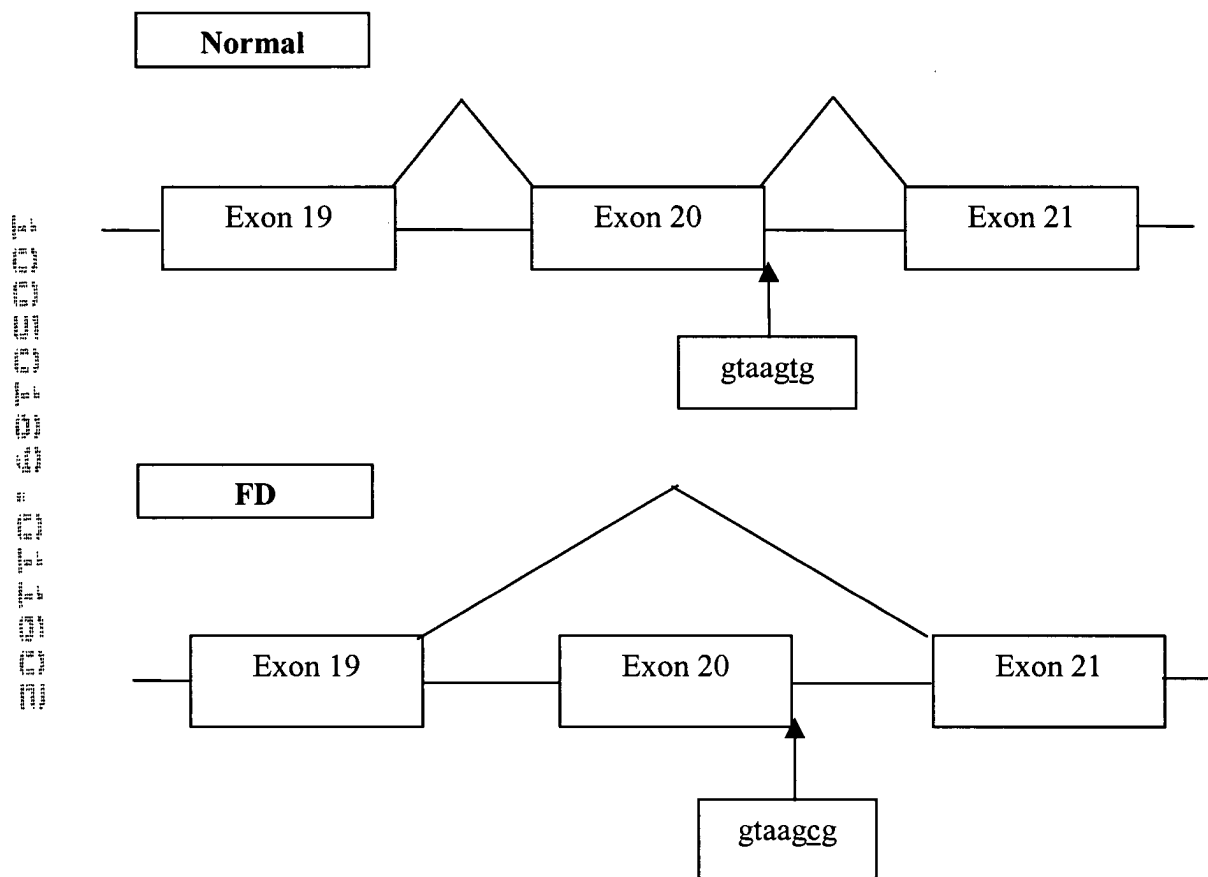 Normal
Exon 19
Exon 20
Exon 21
gtaagtg
FD
Exon 19
Exon 20
Exon 21
gtaagcg